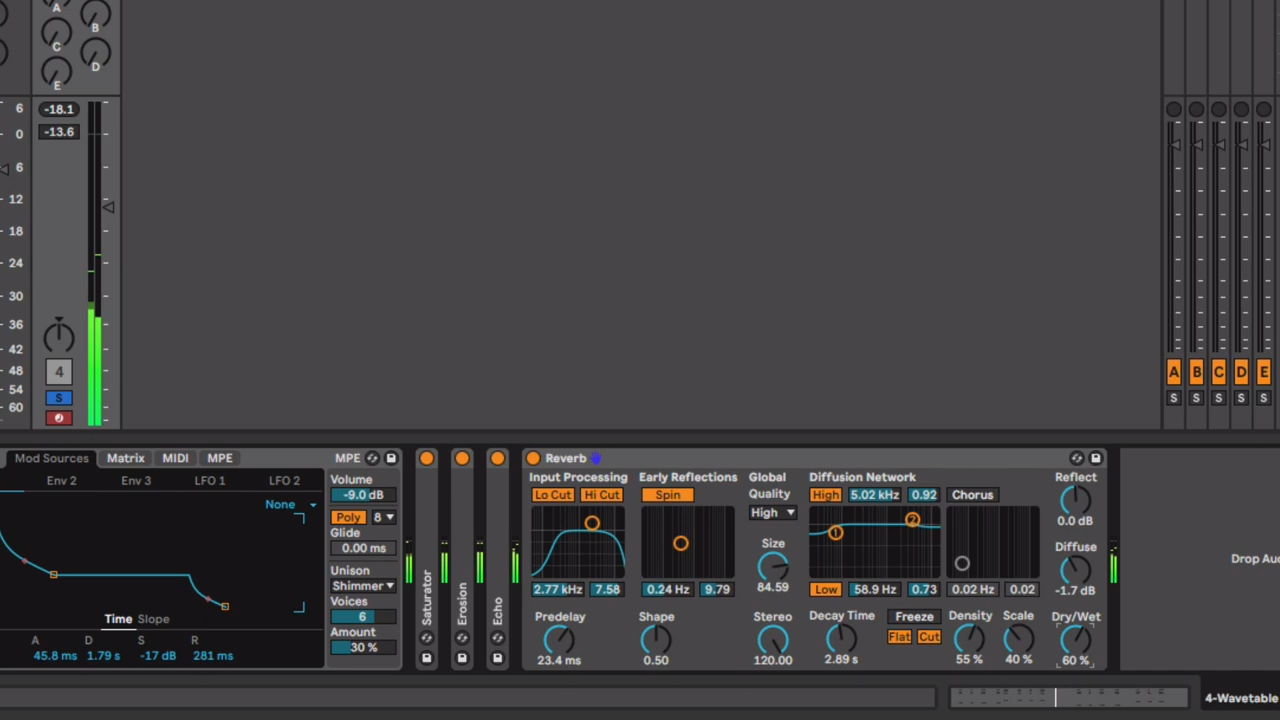 A
B
C
D
E
6 -18.1
0 -13.6
6
12
18
24
30
36
42
48 4
54 S
60
A B C D E
S S S S S
Mod Sources Matrix MIDI MPE
Env 2 Env 3 LFO 1 LFO 2
None
Time Slope
A D S R
45.8 ms 1.79 s -17 dB 281 ms
MPE
Volume
-9.0 dB
Poly 8
Glide
0.00 ms
Unison
Shimmer
Voices
6
Amount
30 %
Saturator
Erosion
Echo
Reverb
Input Processing
Lo Cut Hi Cut
2.77 kHz 7.58
Predelay
23.4 ms
Early Reflections
Spin
0.24 Hz 9.79
Shape
0.50
Global
Quality
High
Size
84.59
Stereo
120.00
Diffusion Network
High 5.02 kHz 0.92 Chorus
1 2
Low 58.9 Hz 0.73 0.02 Hz 0.02
Decay Time Freeze Density Scale
Flat Cut
2.89 s 55 % 40 %
Reflect
0.0 dB
Diffuse
-1.7 dB
Dry/Wet
60 %
Drop Au
4-Wavetable